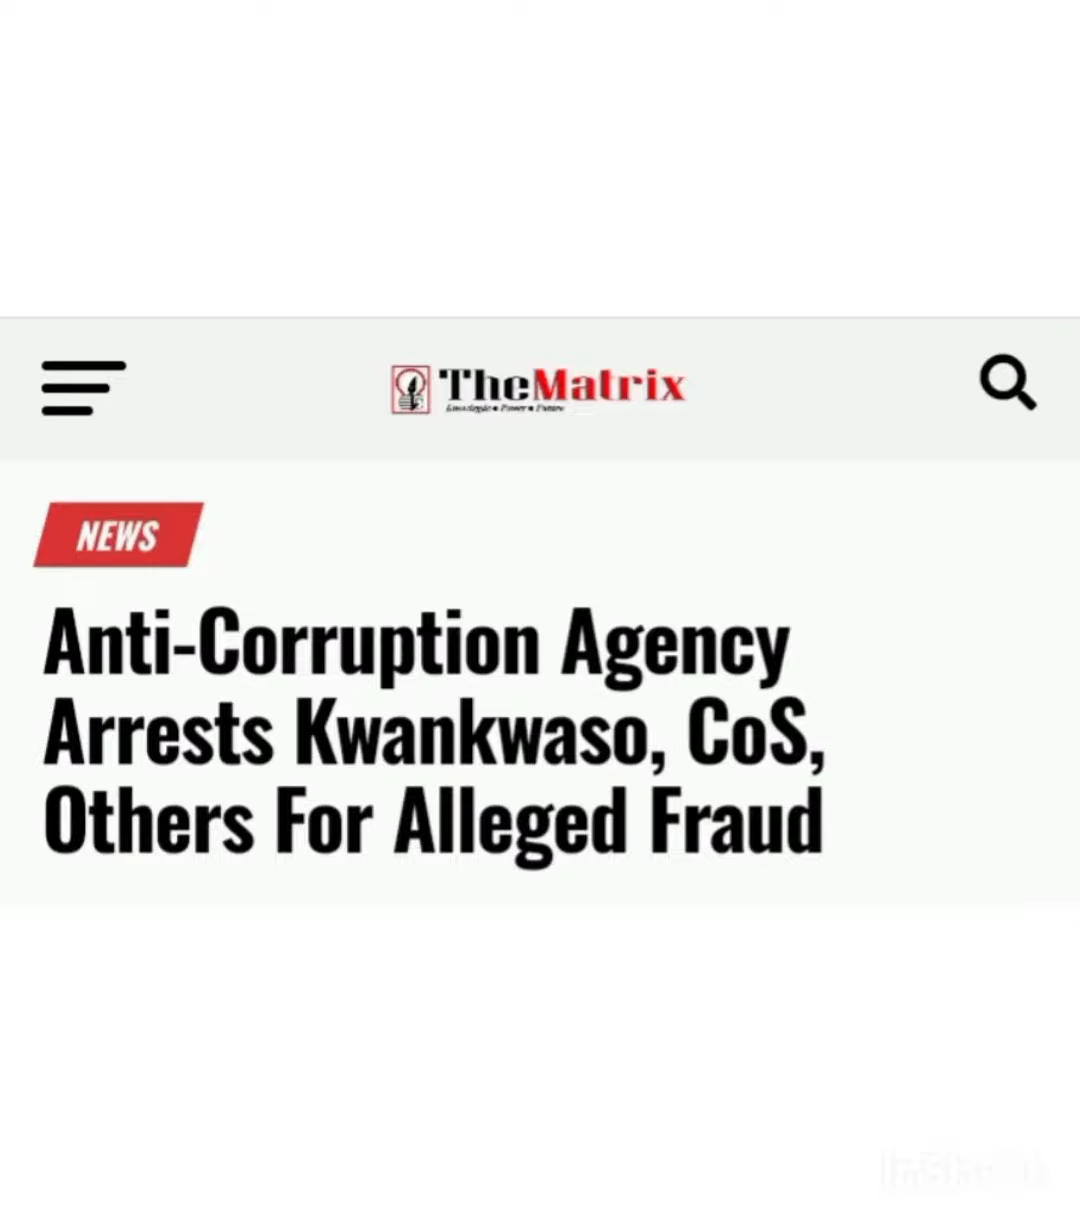 TheMatrix
NEWS
Anti-Corruption Agency
Arrests Kwankwaso, CoS,
Others For Alleged Fraud